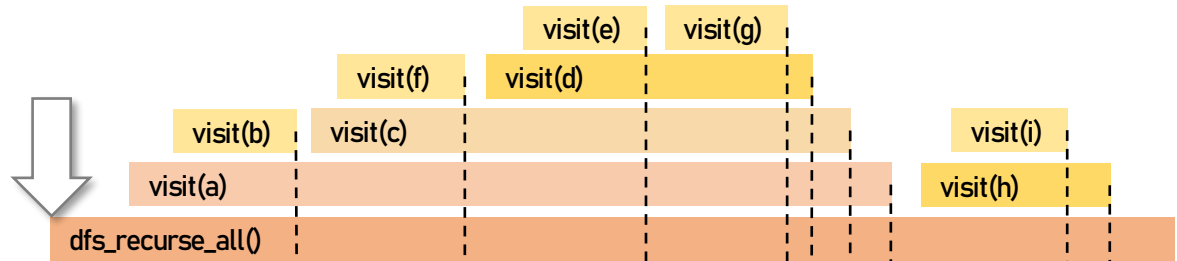 visit(e) visit(g)
visit(f) visit(d)
visit(b) visit(c) visit(i)
visit(a) visit(h)
dfs_recurse_all()